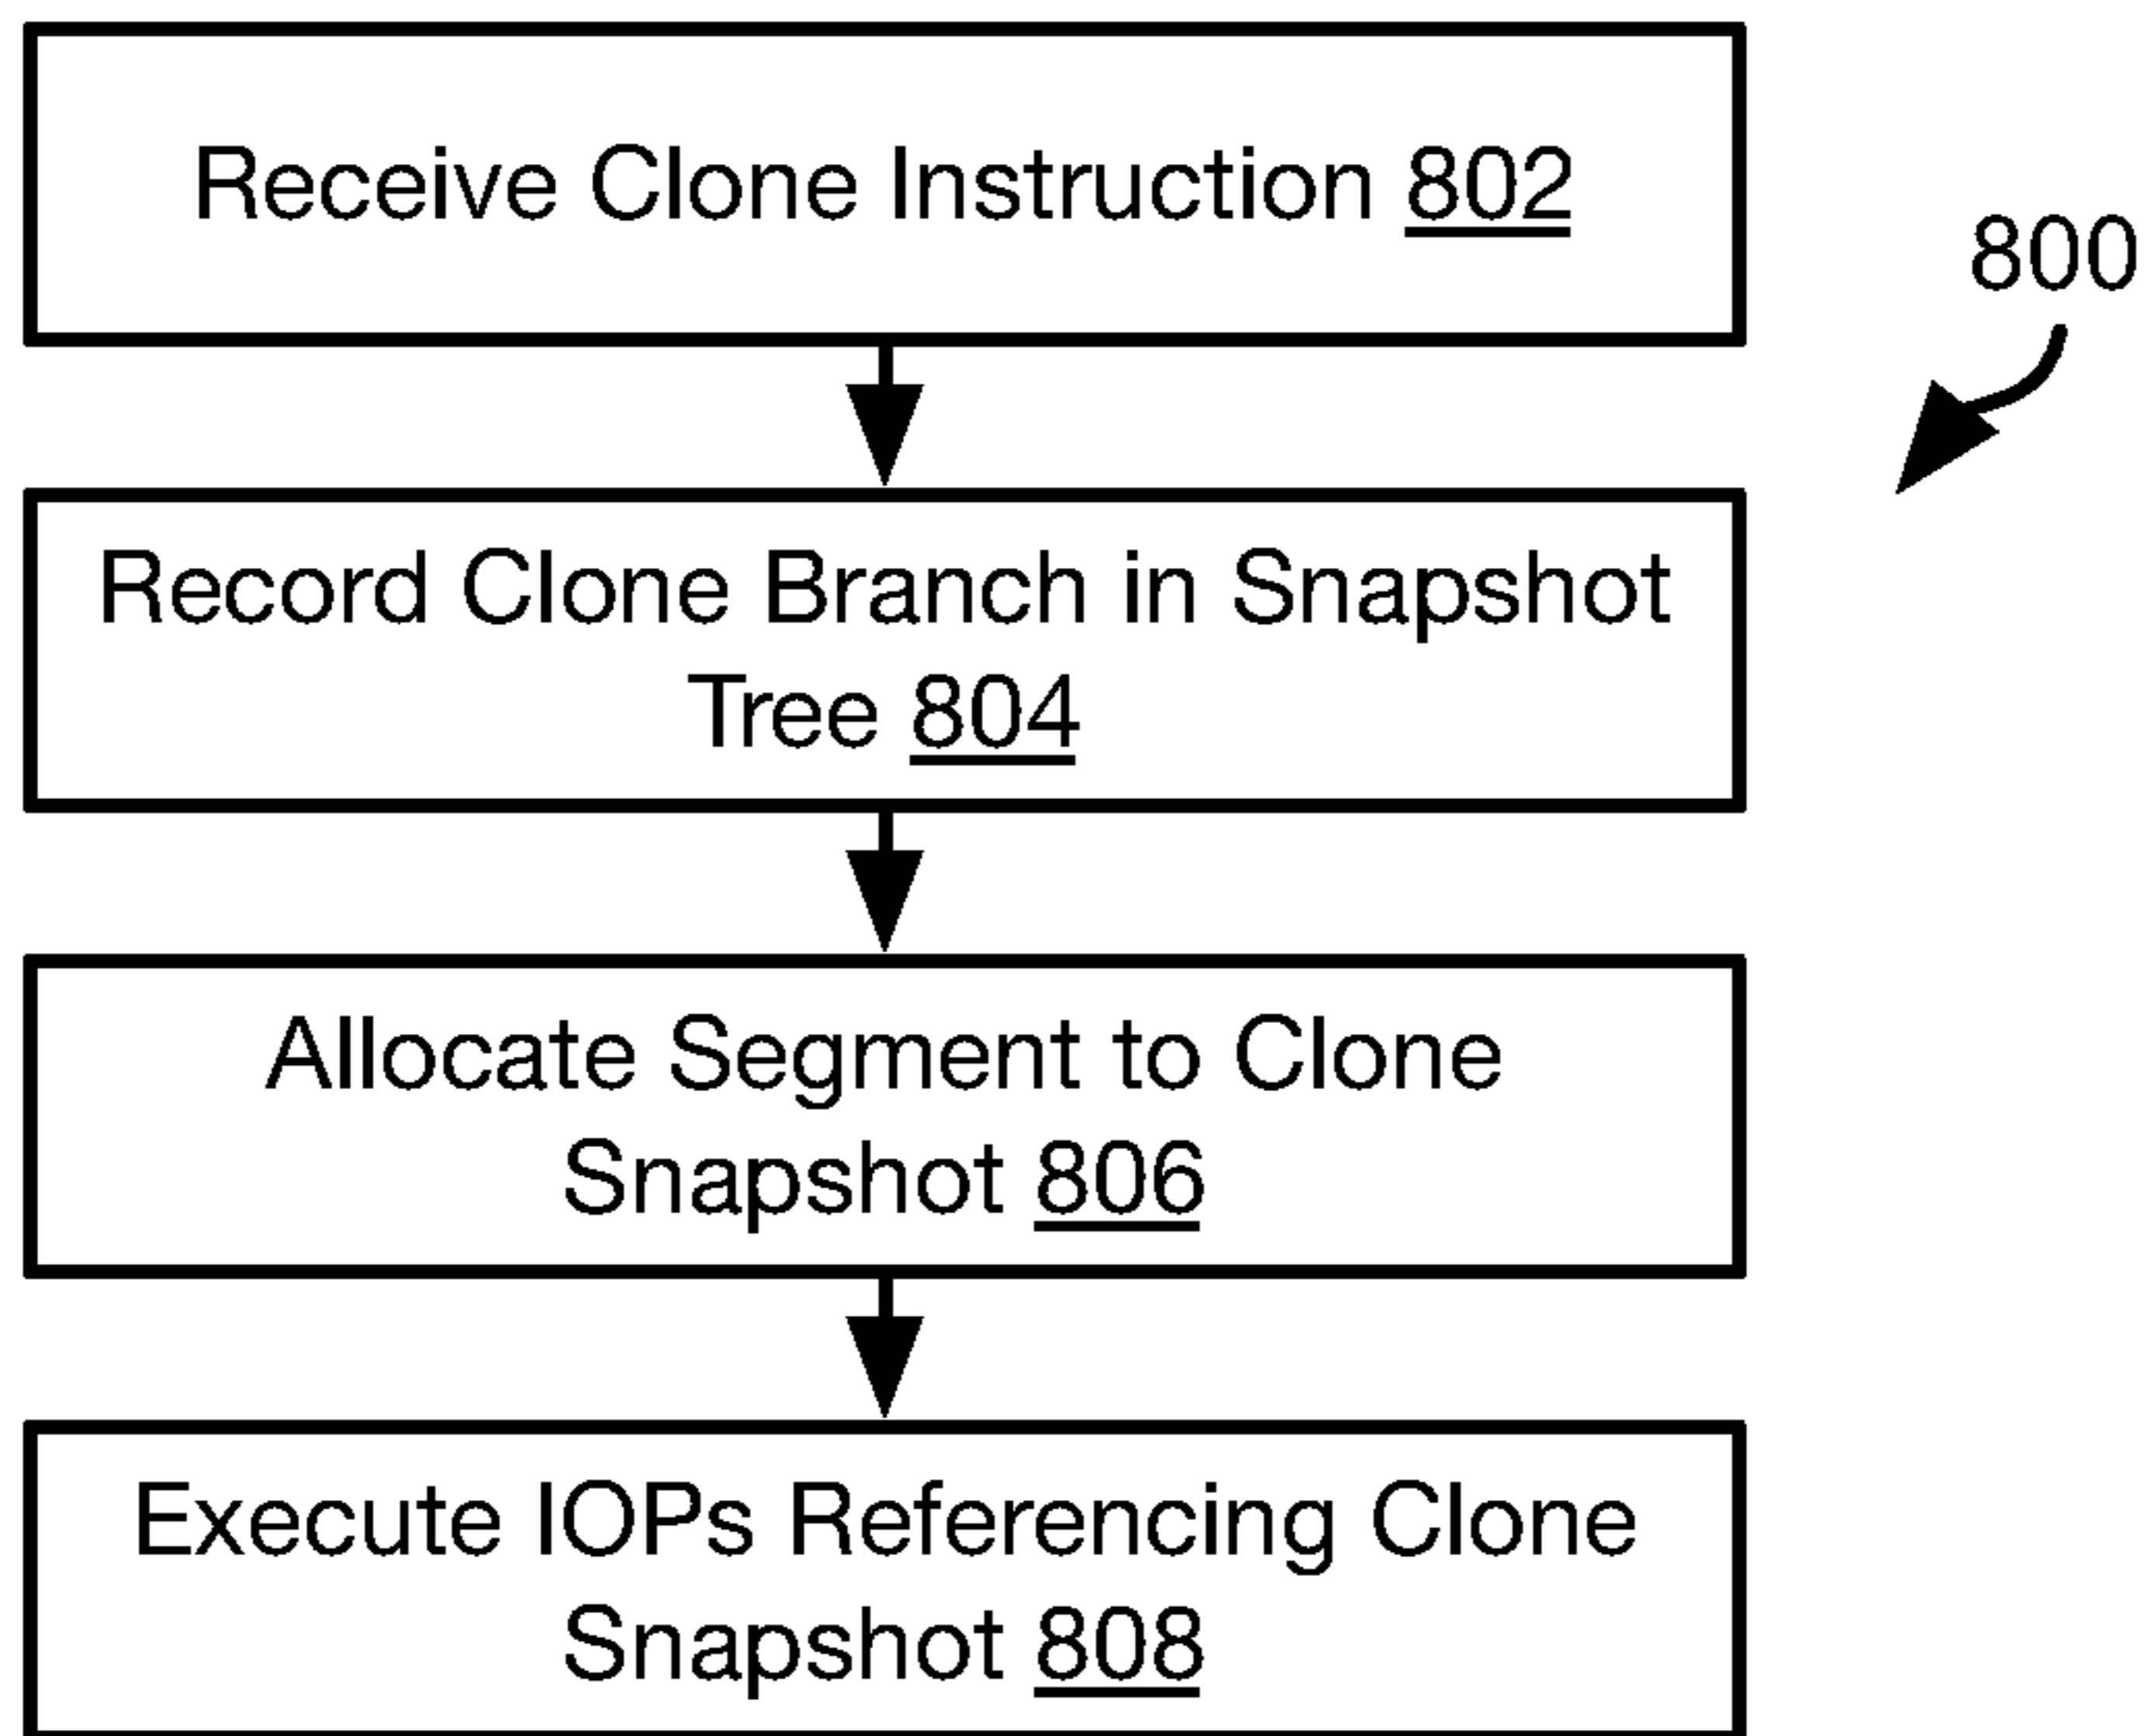 Receive Clone Instruction 802
800
Record Clone Branch in Snapshot
Tree 804
Allocate Segment to Clone
Snapshot 806
Execute IOPs Referencing Clone
Snapshot 808